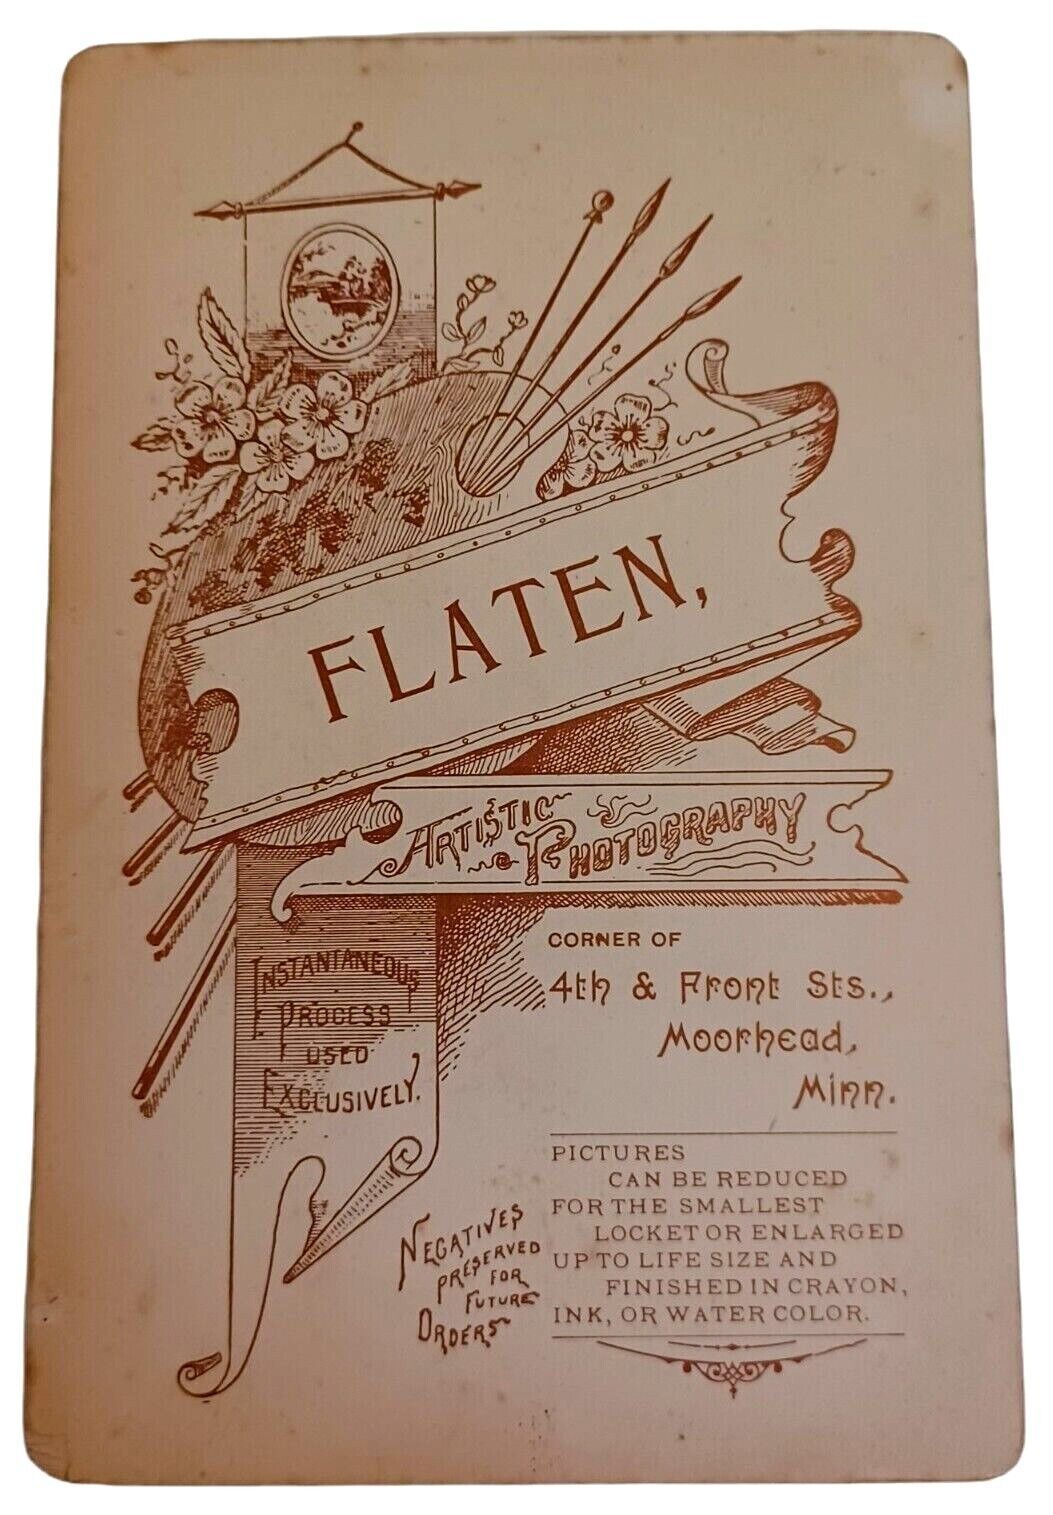 FLATEN,
ARTISTIC
PHOTOGRAPHY
INSTANTANEOUS
PROCESS
USED
EXCLUSIVELY.
CORNER OF
4th & Front Sts.,
Moorhead,
Minn.
NEGATIVES
PRESERVED
FOR
FUTURE
ORDERS
PICTURES
CAN BE REDUCED
FOR THE SMALLEST
LOCKET OR ENLARGED
UP TO LIFE SIZE AND
FINISHED IN CRAYON,
INK, OR WATER COLOR.